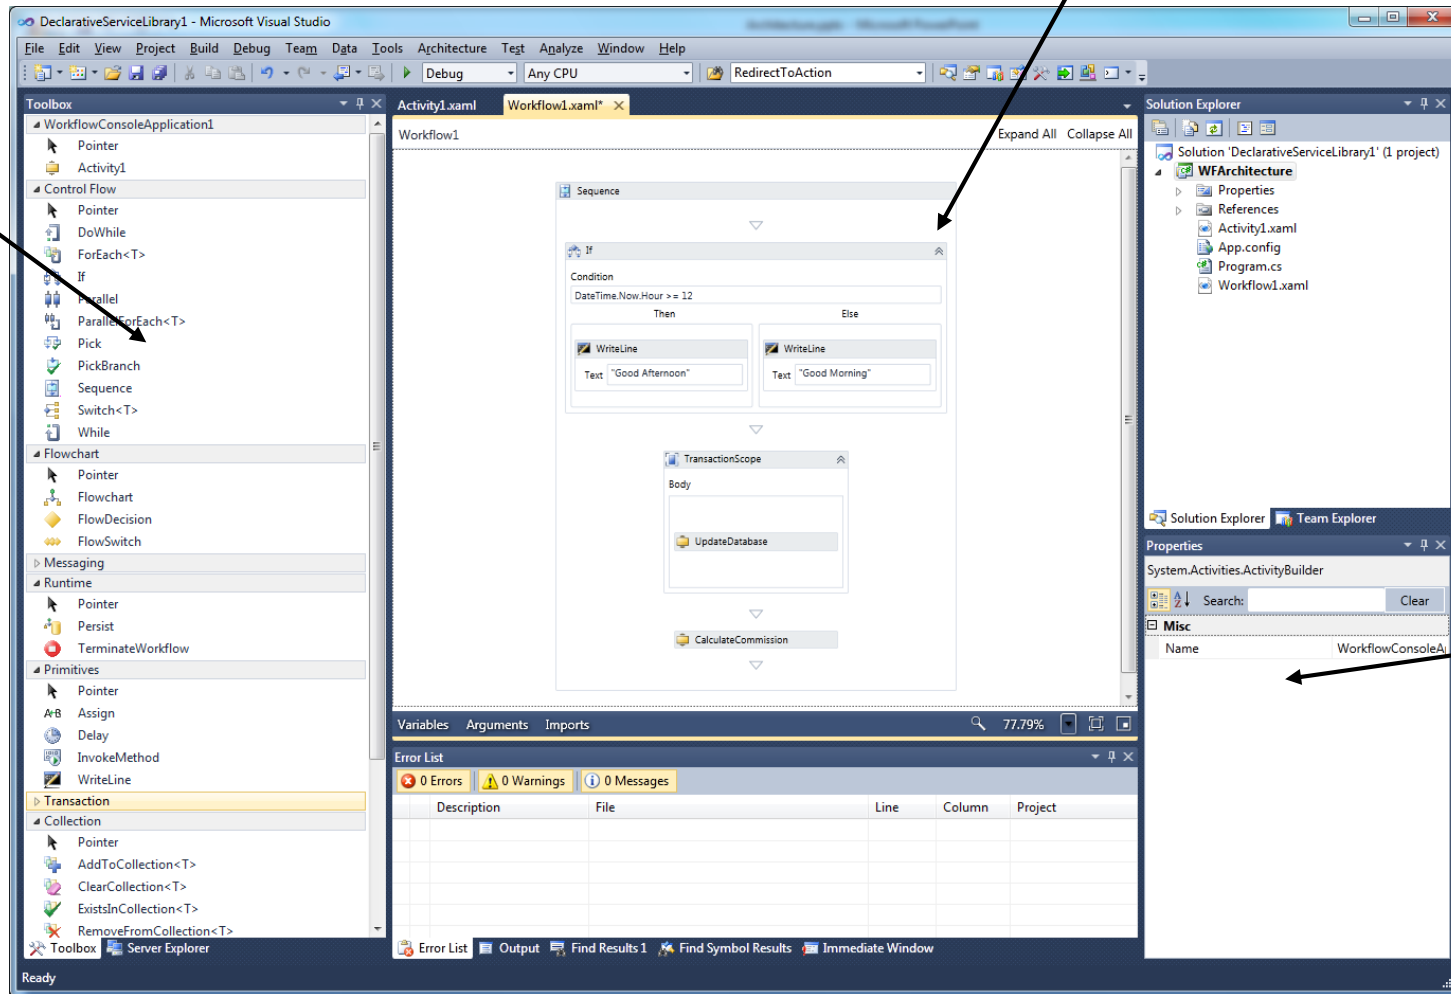 DeclarativeServiceLibrary1 - Microsoft Visual Studio
File Edit View Project Build Debug Team Data Tools Architecture Test Analyze Window Help
Debug Any CPU RedirectToAction
Toolbox
WorkflowConsoleApplication1
Pointer
Activity1
Control Flow
Pointer
DoWhile
ForEach<T>
If
Parallel
ParallelForEach<T>
Pick
PickBranch
Sequence
Switch<T>
While
Flowchart
Pointer
Flowchart
FlowDecision
FlowSwitch
Messaging
Runtime
Pointer
Persist
TerminateWorkflow
Primitives
Pointer
A+B Assign
Delay
InvokeMethod
WriteLine
Transaction
Collection
Pointer
AddToCollection<T>
ClearCollection<T>
ExistsInCollection<T>
RemoveFromCollection<T>
Toolbox Server Explorer
Activity1.xaml Workflow1.xaml*
Workflow1 Expand All Collapse All
Sequence
If
Condition
DateTime.Now.Hour >= 12
Then Else
WriteLine WriteLine
Text "Good Afternoon" Text "Good Morning"
TransactionScope
Body
UpdateDatabase
CalculateCommission
Variables Arguments Imports 77.79%
Error List
0 Errors 0 Warnings 0 Messages
Description File Line Column Project
Error List Output Find Results 1 Find Symbol Results Immediate Window
Solution Explorer
Solution 'DeclarativeServiceLibrary1' (1 project)
WFArchitecture
Properties
References
Activity1.xaml
App.config
Program.cs
Workflow1.xaml
Solution Explorer Team Explorer
Properties
System.Activities.ActivityBuilder
Search: Clear
Misc
Name WorkflowConsoleA
Ready